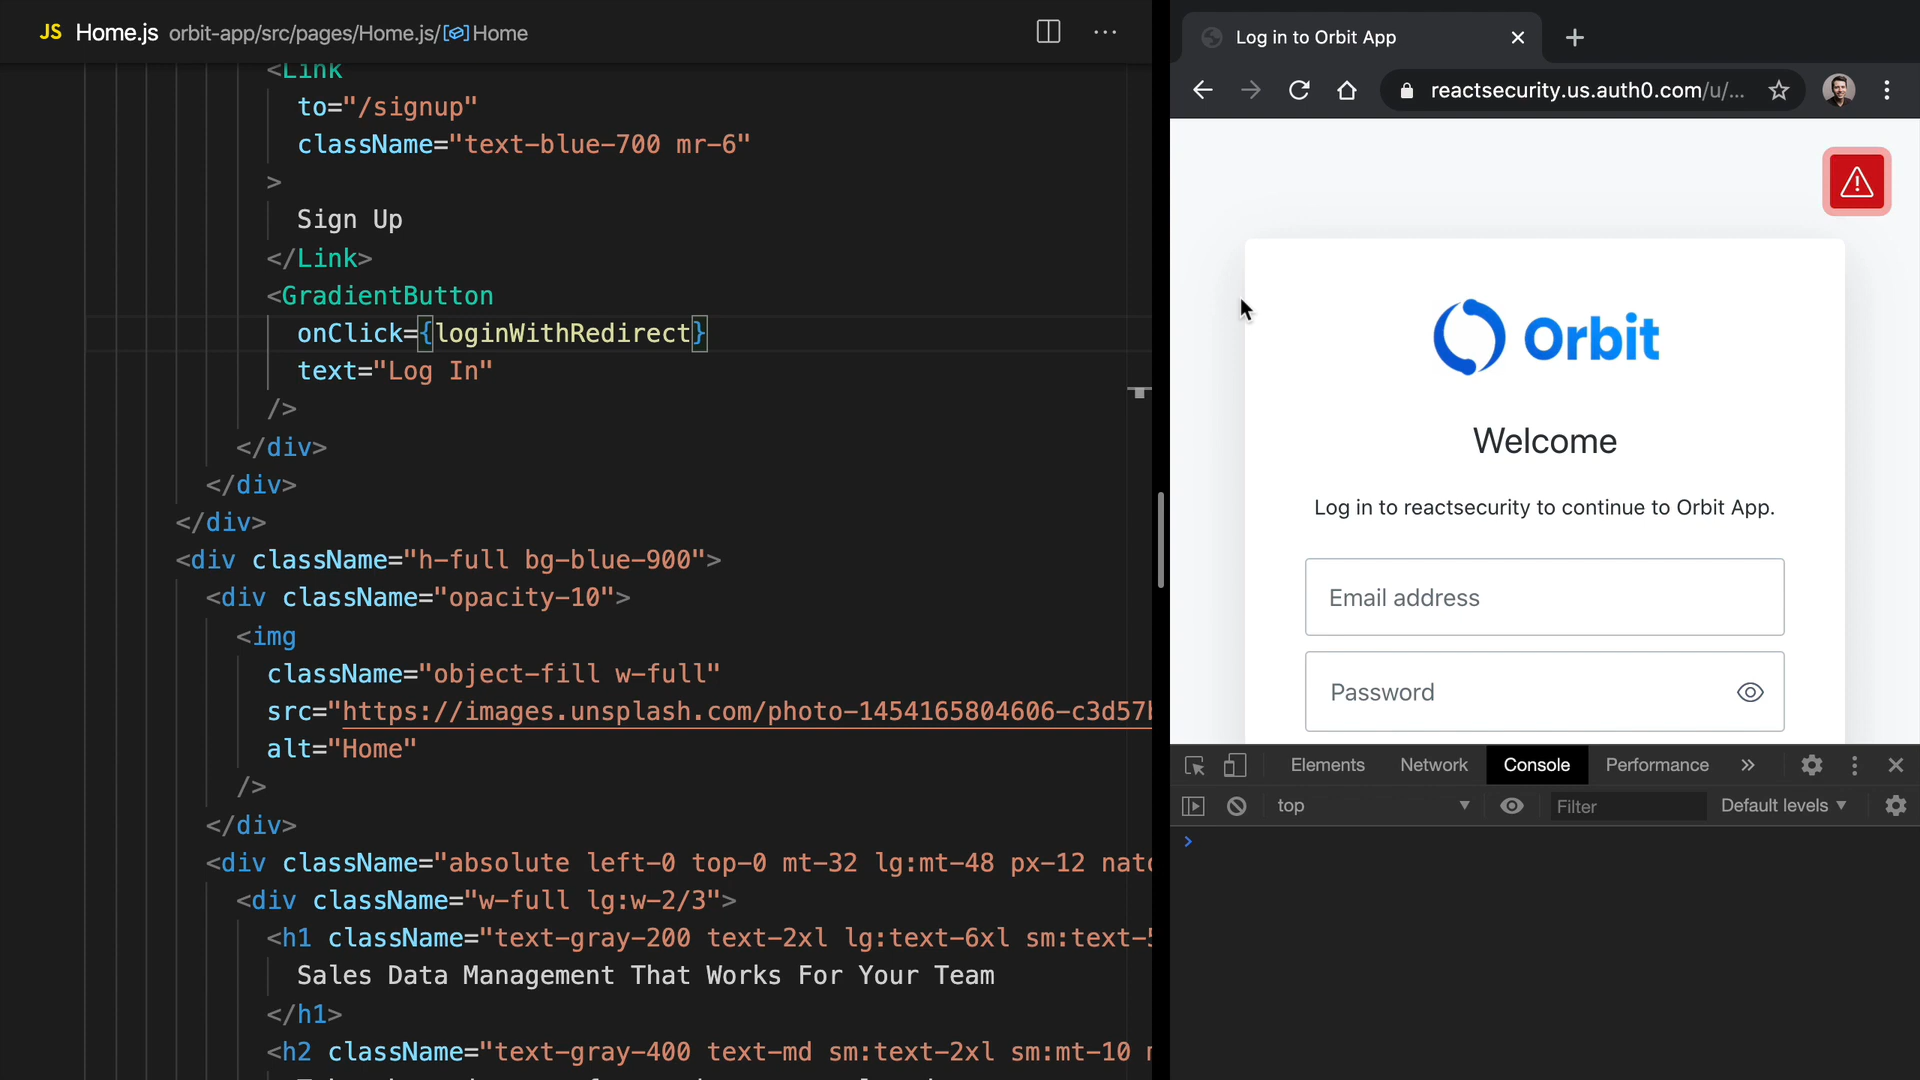 JS Home.js orbit-app/src/pages/Home.js/ Home
<Link
to="/signup"
className="text-blue-700 mr-6"
>
Sign Up
</Link>
<GradientButton
onClick={loginWithRedirect}
text="Log In"
/>
</div>
</div>
</div>
<div className="h-full bg-blue-900">
<div className="opacity-10">
<img
className="object-fill w-full"
src="https://images.unsplash.com/photo-1454165804606-c3d57b
alt="Home"
/>
</div>
<div className="absolute left-0 top-0 mt-32 lg:mt-48 px-12 natc
<div className="w-full lg:w-2/3">
<h1 className="text-gray-200 text-2xl lg:text-6xl sm:text-5
Sales Data Management That Works For Your Team
</h1>
<h2 className="text-gray-400 text-md sm:text-2xl sm:mt-10
Log in to Orbit App
reactsecurity.us.auth0.com/u/...
Orbit
Welcome
Log in to reactsecurity to continue to Orbit App.
Email address
Password
Elements Network Console Performance »
top Filter Default levels
>